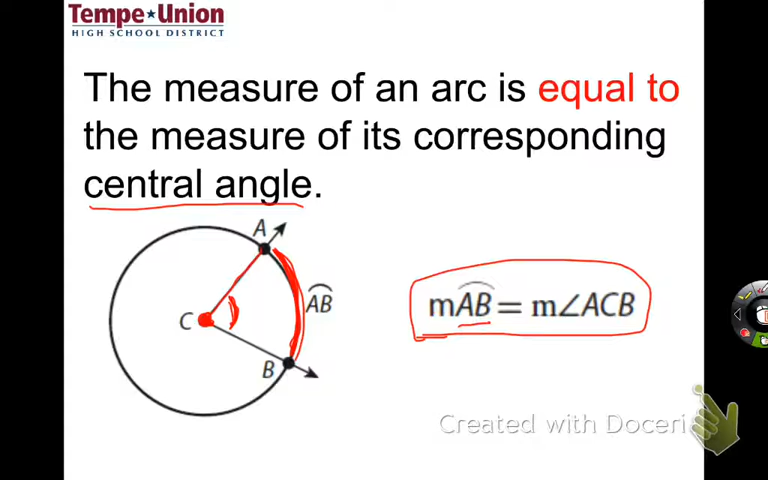 Tempe★Union
HIGH SCHOOL DISTRICT
The measure of an arc is equal to
the measure of its corresponding
central angle.
A
C
B
AB
mAB = m∠ACB
Created with Doceri